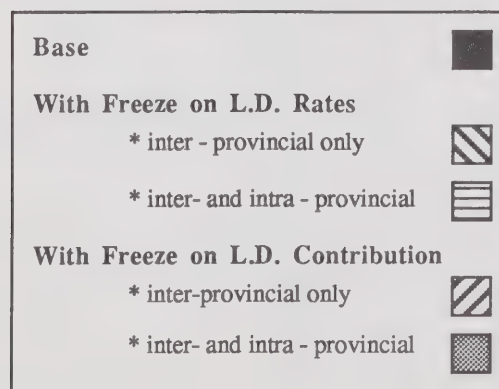 Base
With Freeze on L.D. Rates
* inter - provincial only
* inter- and intra - provincial
With Freeze on L.D. Contribution
* inter-provincial only
* inter- and intra - provincial